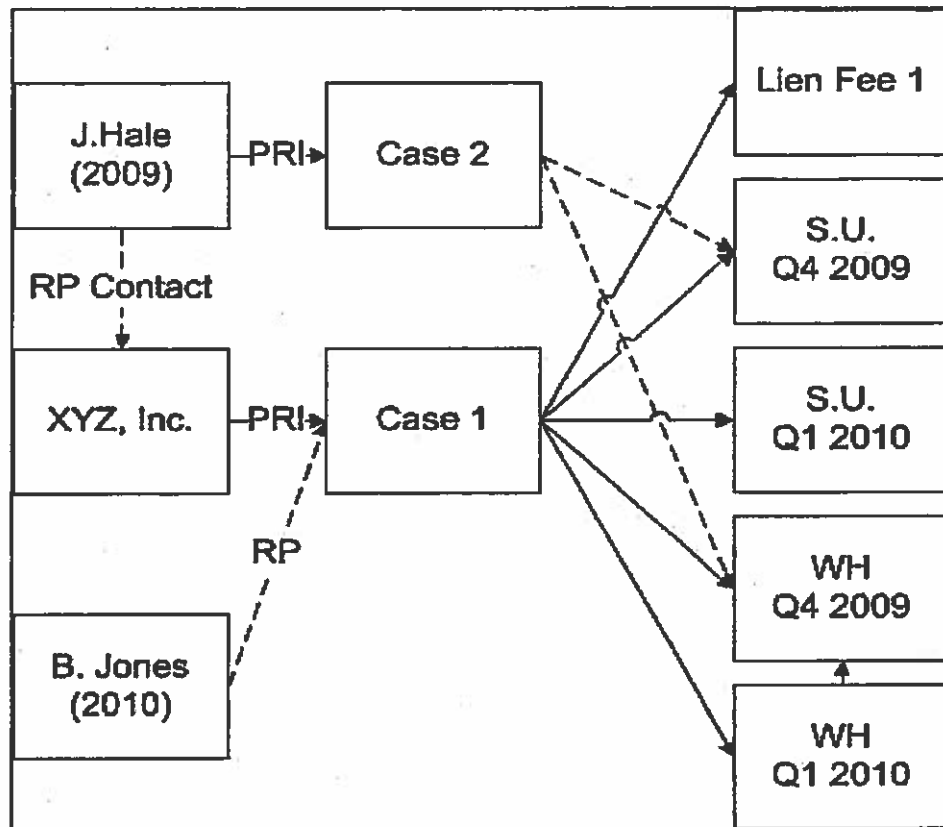 J.Hale
(2009)
PRI
Case 2
Lien Fee 1
S.U.
Q4 2009
RP Contact
XYZ, Inc.
PRI
Case 1
S.U.
Q1 2010
RP
WH
Q4 2009
B. Jones
(2010)
WH
Q1 2010